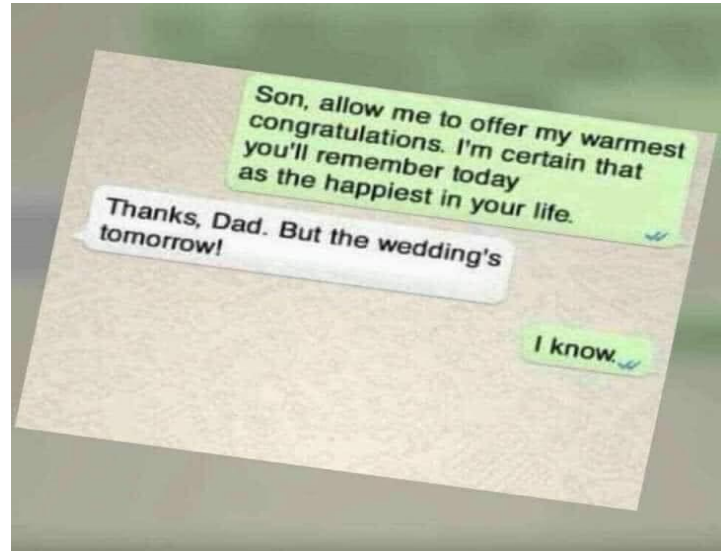 Son, allow me to offer my warmest
congratulations. I'm certain that
you'll remember today
as the happiest in your life.
Thanks, Dad. But the wedding's
tomorrow!
I know.